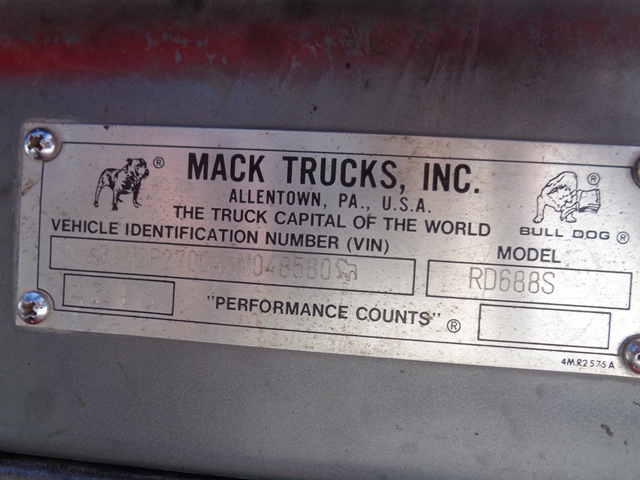 MACK TRUCKS, INC.
ALLENTOWN, PA., U.S.A.
THE TRUCK CAPITAL OF THE WORLD
BULL DOG ®
VEHICLE IDENTIFICATION NUMBER (VIN)
MODEL
RD688S
"PERFORMANCE COUNTS" ®
4MR2575A